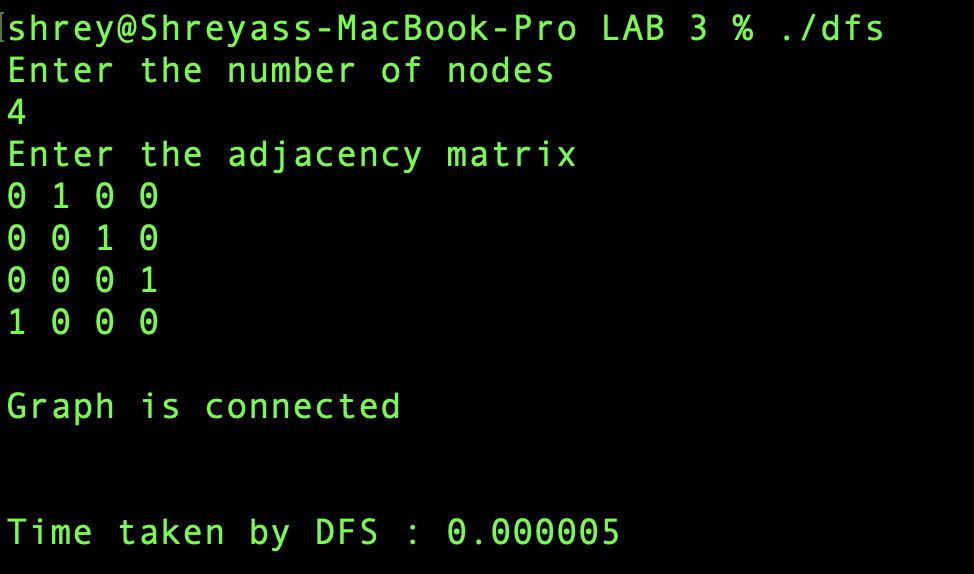 [shrey@Shreyass-MacBook-Pro LAB 3 % ./dfs
Enter the number of nodes
4
Enter the adjacency matrix
0 1 0 0
0 0 1 0
0 0 0 1
1 0 0 0
Graph is connected
Time taken by DFS : 0.000005